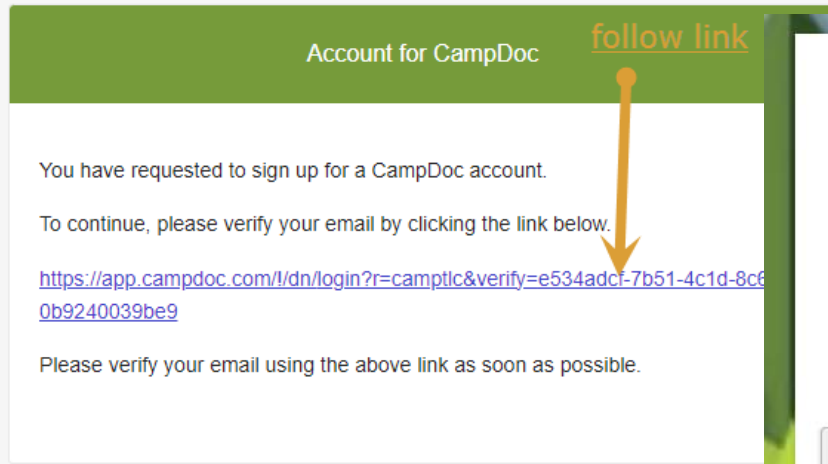 Account for CampDoc
follow link
You have requested to sign up for a CampDoc account.
To continue, please verify your email by clicking the link below.
https://app.campdoc.com/!/dn/login?r=camptlc&verify=e534adcf-7b51-4c1d-8c6
0b9240039be9
Please verify your email using the above link as soon as possible.